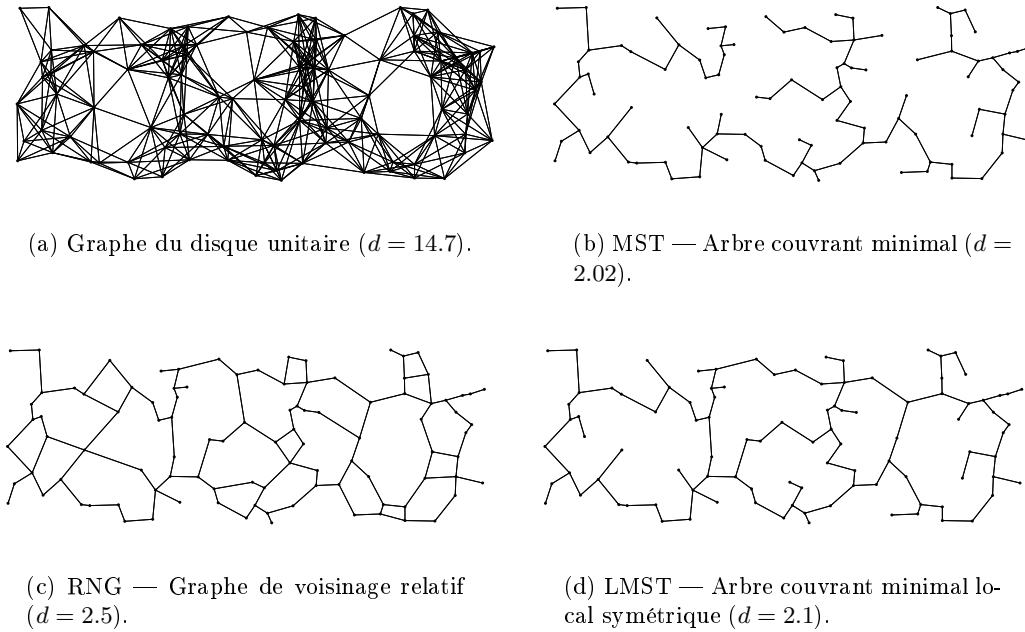 (a) Graphe du disque unitaire (d = 14.7).
(b) MST — Arbre couvrant minimal (d =
2.02).
(c) RNG — Graphe de voisinage relatif
(d = 2.5).
(d) LMST — Arbre couvrant minimal lo-
cal symétrique (d = 2.1).